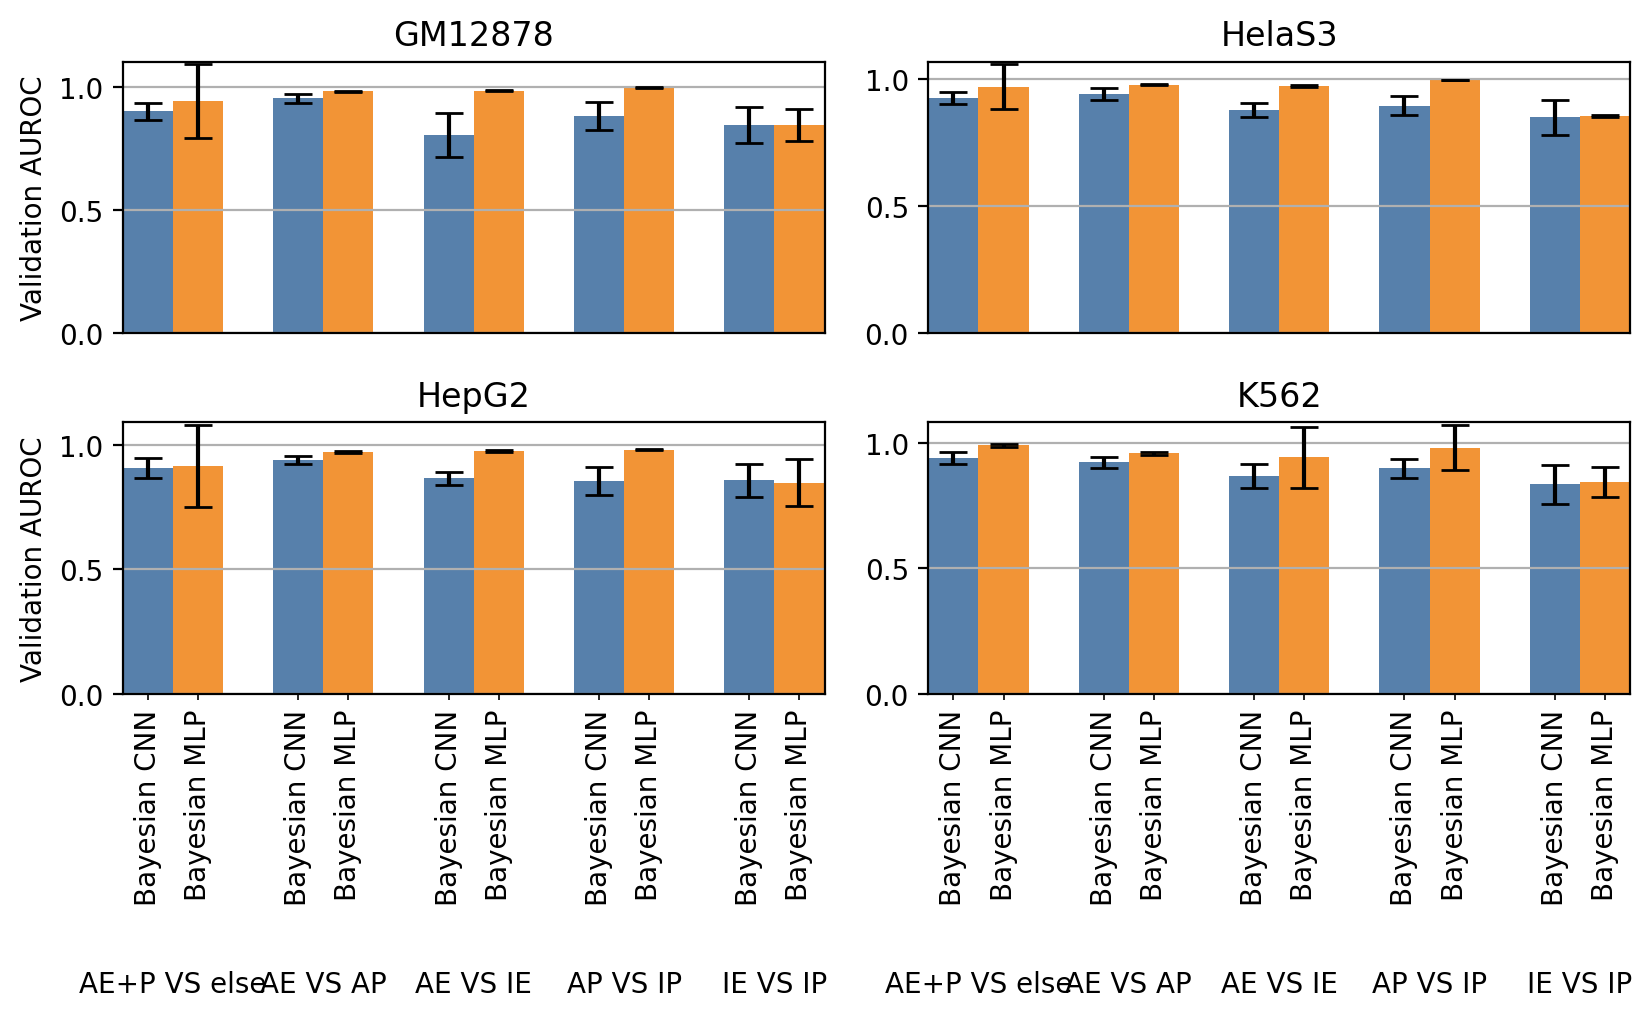 GM12878
HelaS3
Validation AUROC
1.0
0.5
0.0
1.0
0.5
0.0
HepG2
K562
Validation AUROC
1.0
0.5
0.0
1.0
0.5
0.0
Bayesian CNN
Bayesian MLP
Bayesian CNN
Bayesian MLP
Bayesian CNN
Bayesian MLP
Bayesian CNN
Bayesian MLP
Bayesian CNN
Bayesian MLP
Bayesian CNN
Bayesian MLP
Bayesian CNN
Bayesian MLP
Bayesian CNN
Bayesian MLP
Bayesian CNN
Bayesian MLP
Bayesian CNN
Bayesian MLP
AE+P VS else
AE VS AP
AE VS IE
AP VS IP
IE VS IP
AE+P VS else
AE VS AP
AE VS IE
AP VS IP
IE VS IP